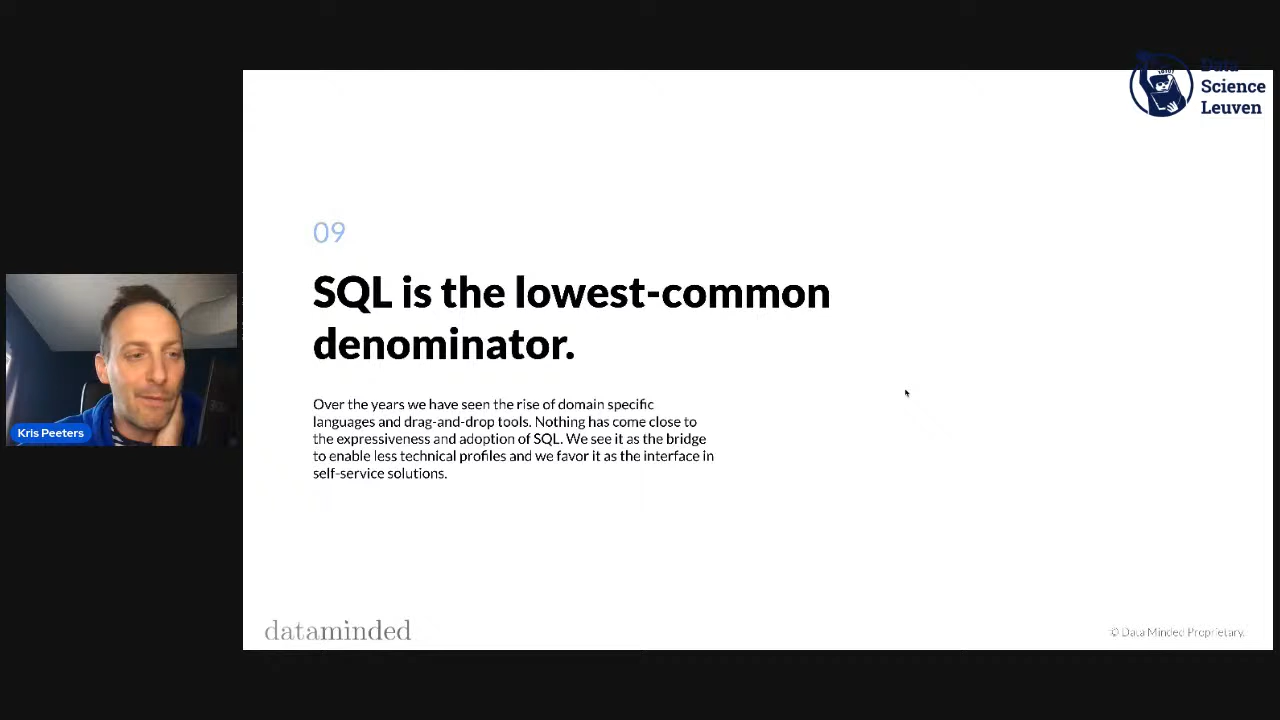 Data
Science
Leuven
09
SQL is the lowest-common
denominator.
Over the years we have seen the rise of domain specific
languages and drag-and-drop tools. Nothing has come close to
the expressiveness and adoption of SQL. We see it as the bridge
to enable less technical profiles and we favor it as the interface in
self-service solutions.
Kris Peeters
dataminded
© Data Minded Proprietary.